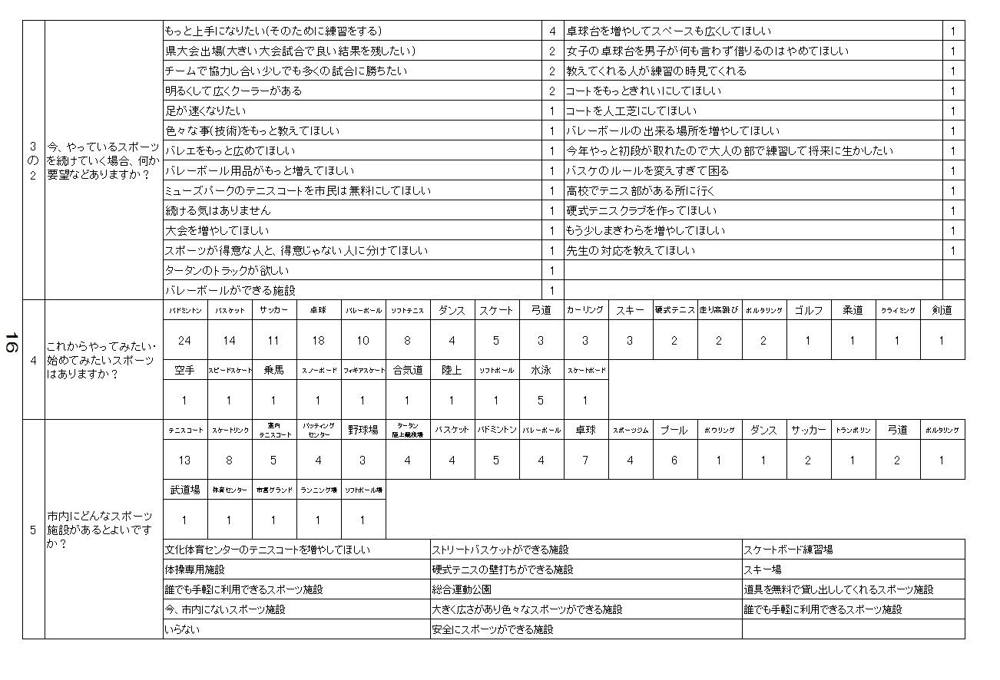 3の2
今、やっているスポーツ
を続けていく場合、何か
要望などありますか？
もっと上手になりたい(そのために練習をする) 4 卓球台を増やしてスペースも広くしてほしい 1
県大会出場(大きい大会試合で良い結果を残したい) 2 女子の卓球台を男子が何も言わず借りるのはやめてほしい 1
チームで協力し合い少しでも多くの試合に勝ちたい 2 教えてくれる人が練習の時見てくれる 1
明るくして広くクーラーがある 2 コートをもっときれいにしてほしい 1
足が速くなりたい 1 コートを人工芝にしてほしい 1
色々な事(技術)をもっと教えてほしい 1 バレーボールの出来る場所を増やしてほしい 1
バレエをもっと広めてほしい 1 今年やっと初段が取れたので大人の部で練習して将来に生かしたい 1
バレーボール用品がもっと増えてほしい 1 バスケのルールを変えすぎて困る 1
ミューズパークのテニスコートを市民は無料にしてほしい 1 高校でテニス部がある所に行く 1
続ける気はありません 1 硬式テニスクラブを作ってほしい 1
大会を増やしてほしい 1 もう少しまきわらを増やしてほしい 1
スポーツが得意な人と、得意じゃない人に分けてほしい 1 先生の対応を教えてほしい 1
タータンのトラックが欲しい 1
バレーボールができる施設 1
16
4
これからやってみたい・
始めてみたいスポーツ
はありますか？
バドミントン バスケット サッカー 卓球 バレーボール ソフトテニス ダンス スケート 弓道 カーリング スキー 硬式テニス 走り高跳び ボルタリング ゴルフ 柔道 クライミング 剣道
24 14 11 18 10 8 4 5 3 3 3 2 2 2 1 1 1 1
空手 スピードスケート 乗馬 スノーボード フィギアスケート 合気道 陸上 ソフトボール 水泳 スケートボード
1 1 1 1 1 1 1 1 5 1
5
市内にどんなスポーツ
施設があるとよいです
か？
テニスコート スケートリンク 室内テニスコート バッティングセンター 野球場 タータン陸上競技場 バスケット バドミントン バレーボール 卓球 スポーツジム プール ボウリング ダンス サッカー トランポリン 弓道 ボルタリング
13 8 5 4 3 4 4 5 4 7 4 6 1 1 2 1 2 1
武道場 体育センター 市営グランド ランニング場 ソフトボール場
1 1 1 1 1
文化体育センターのテニスコートを増やしてほしい ストリートバスケットができる施設 スケートボード練習場
体操専用施設 硬式テニスの壁打ちができる施設 スキー場
誰でも手軽に利用できるスポーツ施設 総合運動公園 道具を無料で貸し出ししてくれるスポーツ施設
今、市内にないスポーツ施設 大きく広さがあり色々なスポーツができる施設 誰でも手軽に利用できるスポーツ施設
いらない 安全にスポーツができる施設